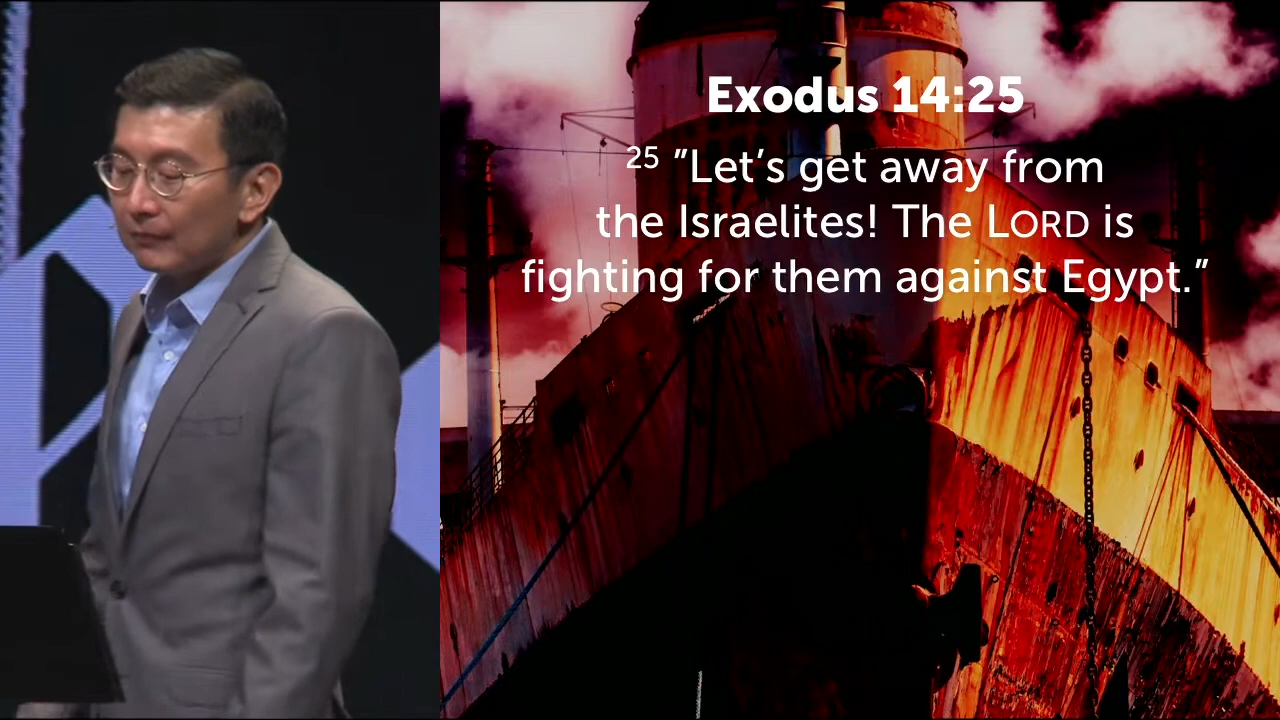 Exodus 14:25
25 "Let's get away from
the Israelites! The LORD is
fighting for them against Egypt."